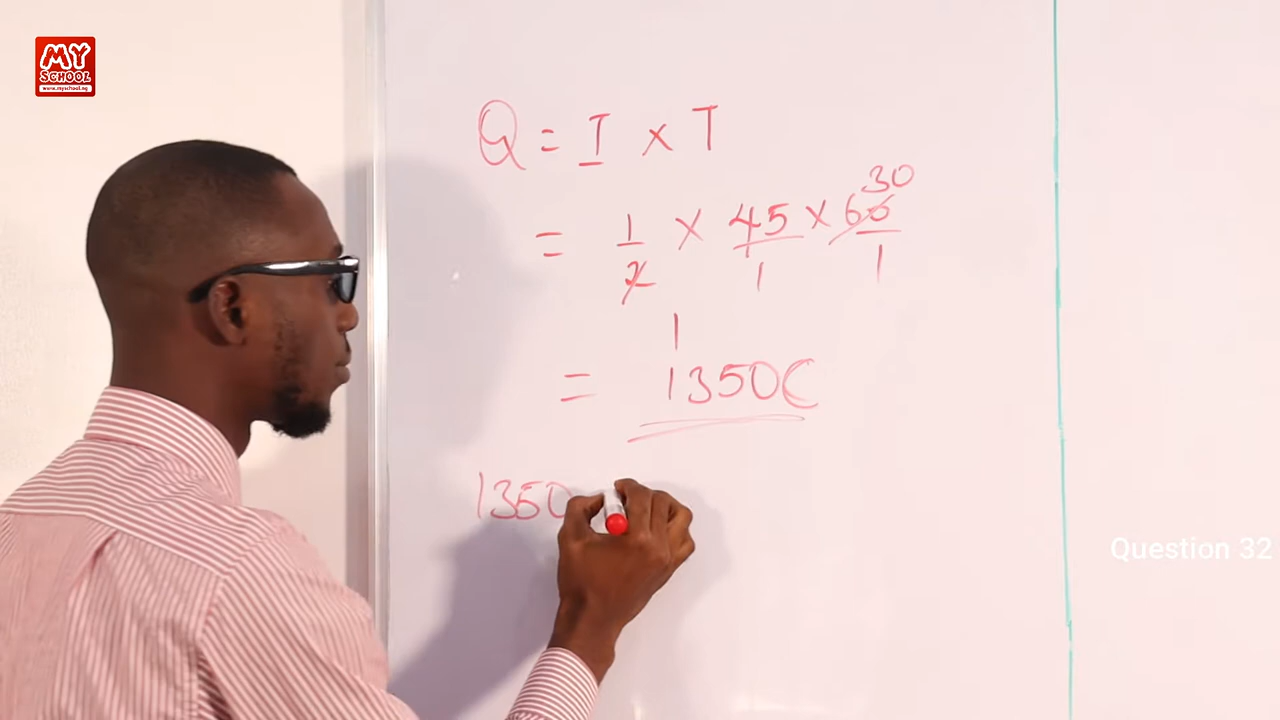 MY
SCHOOL
www.myschool.ng
Q = I × T
30
= 1/2 × 45/1 × 60/1
1
= 1350C
1350
Question 32